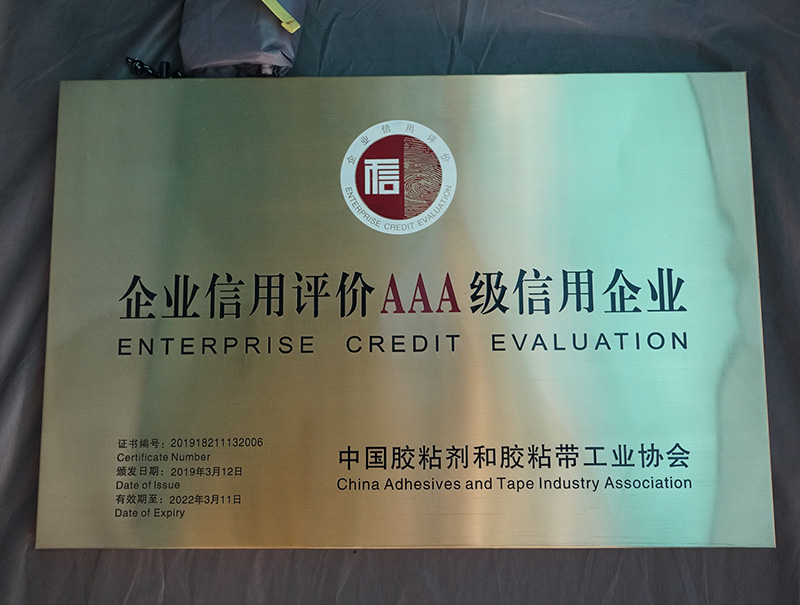 企业信用评价
信
ENTERPRISE CREDIT EVALUATION
企业信用评价AAA级信用企业
ENTERPRISE CREDIT EVALUATION
证书编号：201918211132006
Certificate Number
颁发日期：2019年3月12日
Date of Issue
有效期至：2022年3月11日
Date of Expiry
中国胶粘剂和胶粘带工业协会
China Adhesives and Tape Industry Association